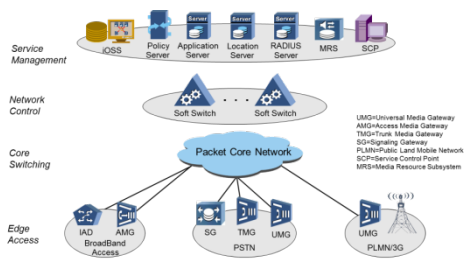 Service
Management
iOSS
Policy
Server
Application
Server
Location
Server
RADIUS
Server
MRS
SCP
Network
Control
Soft Switch
. . .
Soft Switch
Core
Switching
Packet Core Network
UMG=Universal Media Gateway
AMG=Access Media Gateway
TMG=Trunk Media Gateway
SG=Signaling Gateway
PLMN=Public Land Mobile Network
SCP=Service Control Point
MRS=Media Resource Subsystem
Edge
Access
IAD
AMG
BroadBand
Access
SG
TMG
UMG
PSTN
UMG
PLMN/3G